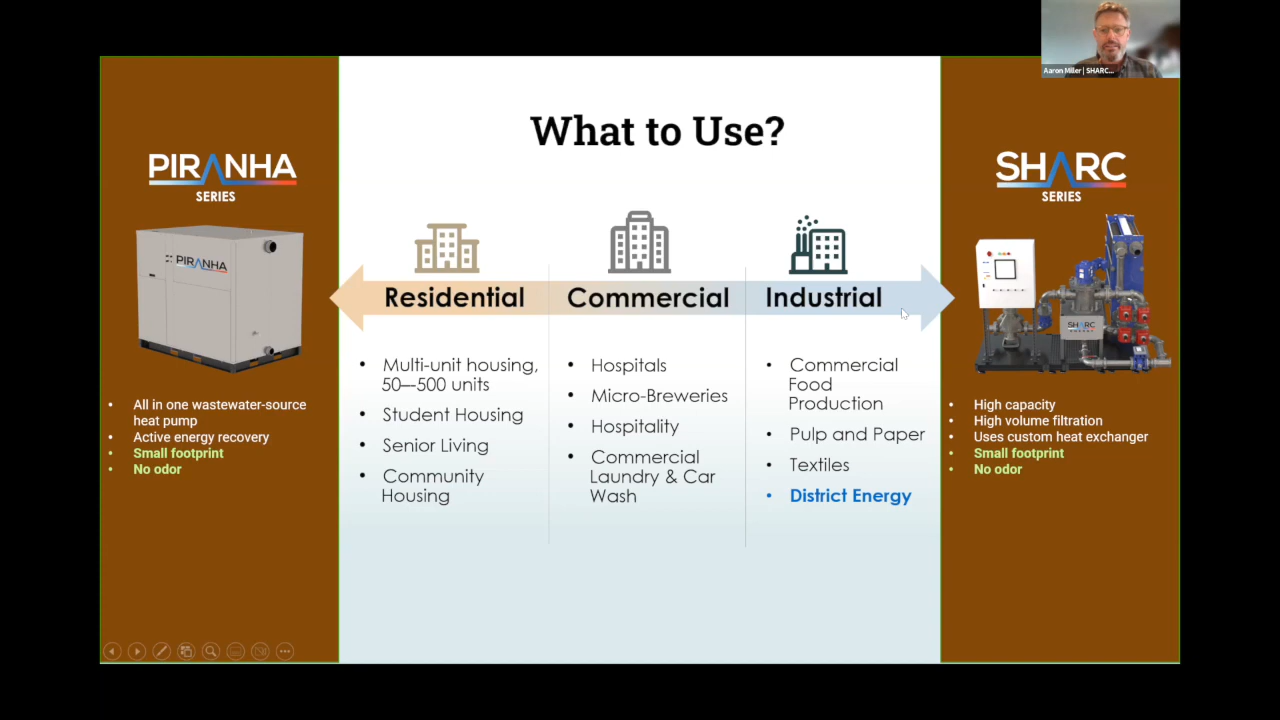 Aaron Miller | SHARC...
What to Use?
PIRANHA
SERIES
PIRANHA
All in one wastewater-source
heat pump
Active energy recovery
Small footprint
No odor
Residential
Multi-unit housing,
50–-500 units
Student Housing
Senior Living
Community
Housing
Commercial
Hospitals
Micro-Breweries
Hospitality
Commercial
Laundry & Car
Wash
Industrial
Commercial
Food
Production
Pulp and Paper
Textiles
District Energy
SHARC
SERIES
SHARC
High capacity
High volume filtration
Uses custom heat exchanger
Small footprint
No odor